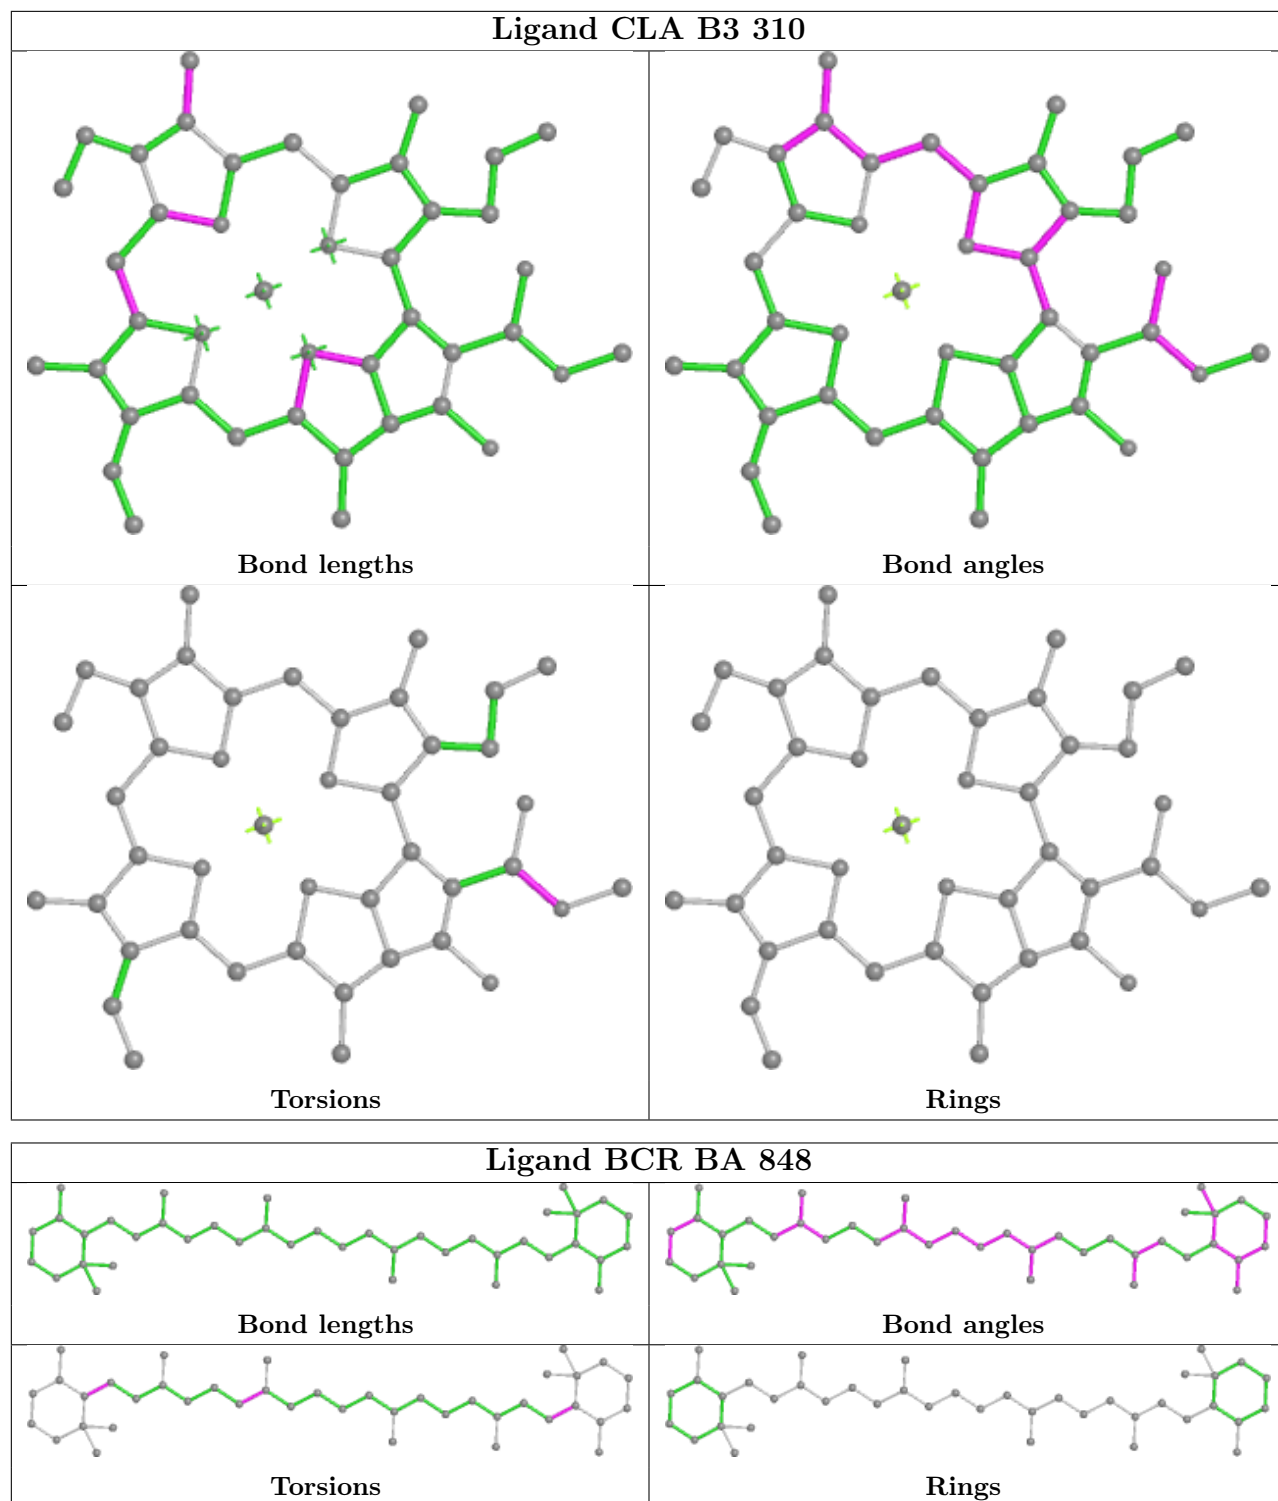 Ligand CLA B3 310
Bond lengths
Bond angles
Torsions
Rings
Ligand BCR BA 848
Bond lengths
Bond angles
Torsions
Rings